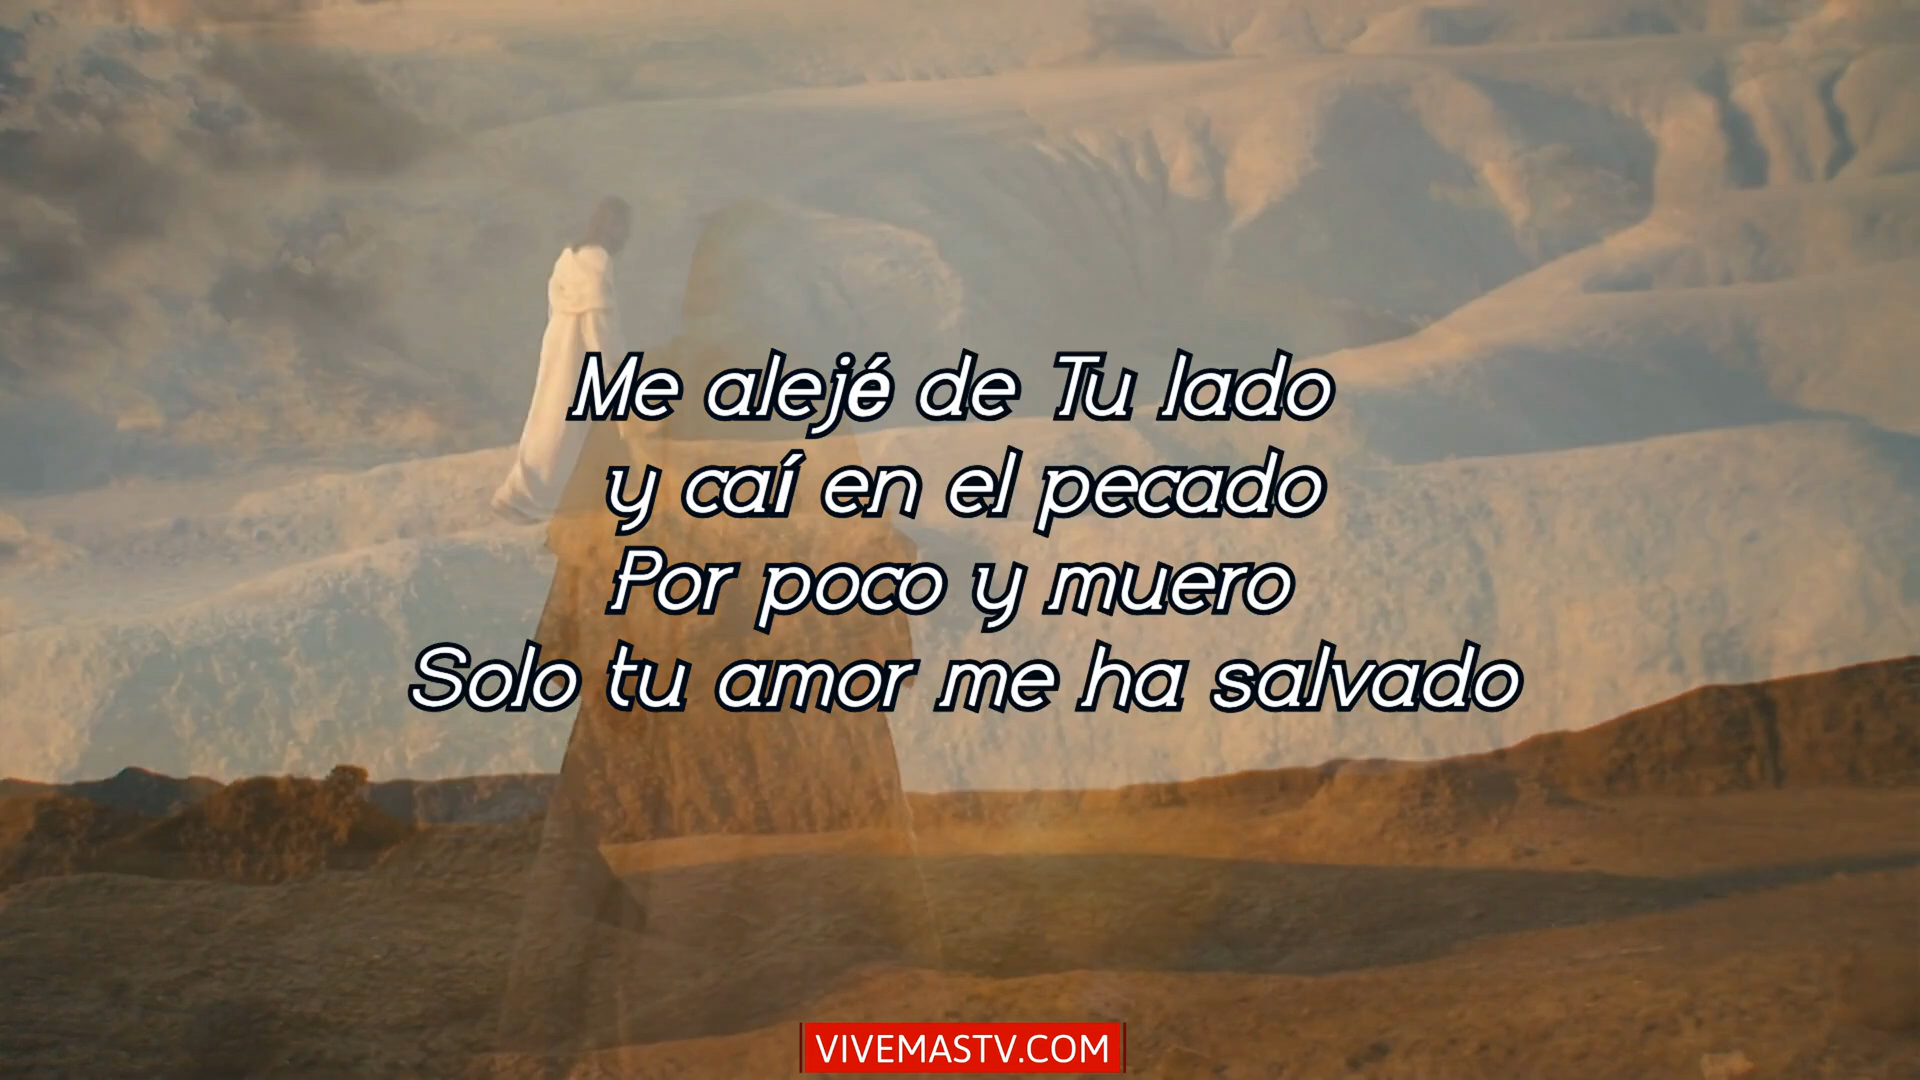 Me alejé de Tu lado
y caí en el pecado
Por poco y muero
Solo tu amor me ha salvado
VIVEMASTV.COM